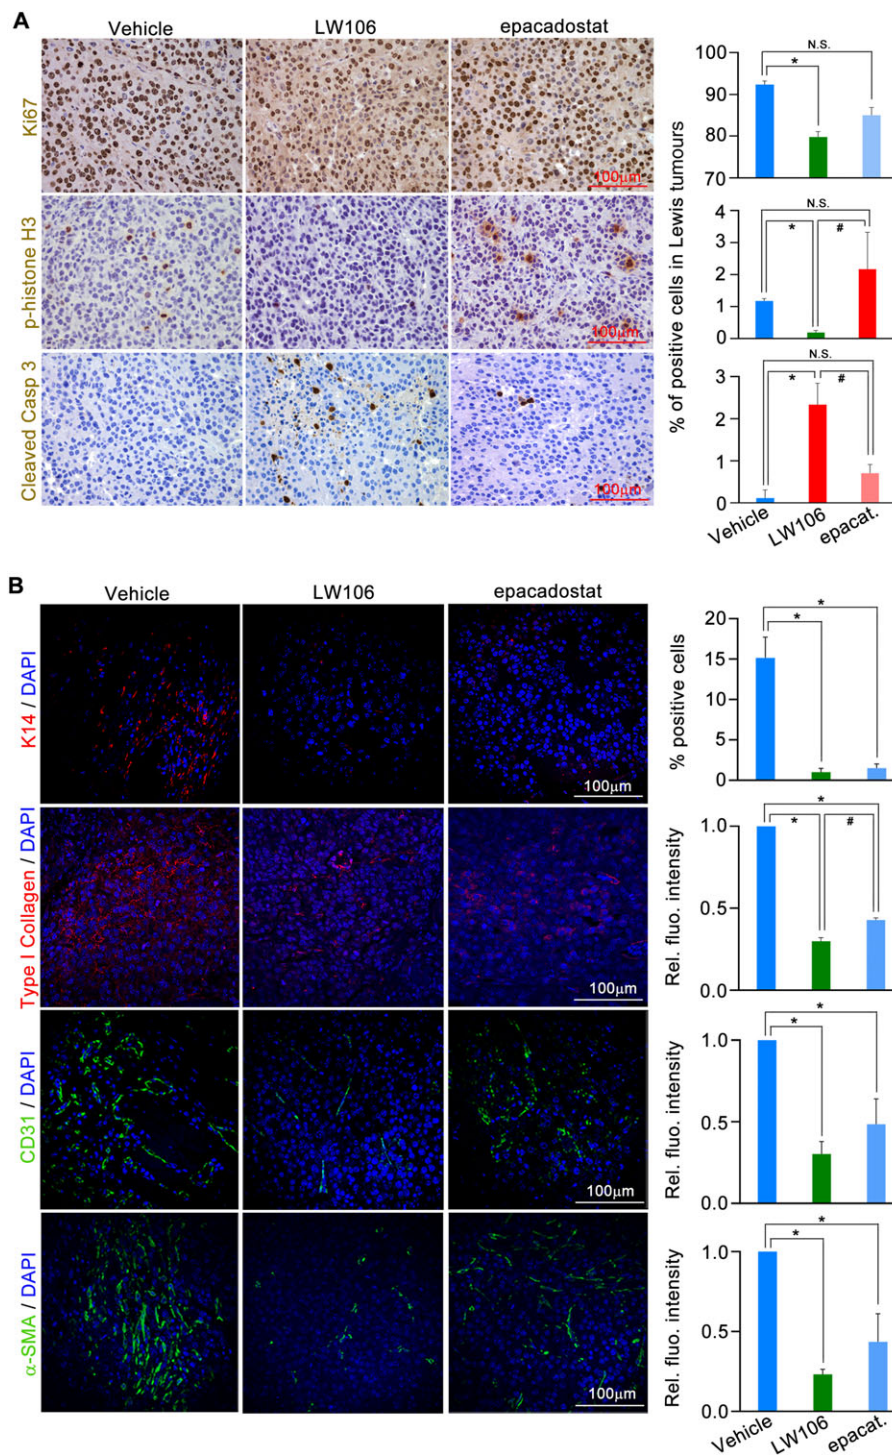 A
Vehicle
LW106
epacadostat
Ki67
100μm
p-histone H3
100μm
Cleaved Casp 3
100μm
% of positive cells in Lewis tumours
N.S.
*
100
90
80
70
N.S.
* #
4
3
2
1
0
N.S.
* #
3
2
1
0
Vehicle
LW106
epacat.
B
Vehicle
LW106
epacadostat
K14 / DAPI
100μm
% positive cells
*
*
20
15
10
5
0
Type I Collagen / DAPI
100μm
Rel. fluo. intensity
*
* #
1.0
0.5
0.0
CD31 / DAPI
100μm
Rel. fluo. intensity
*
*
1.0
0.5
0.0
α-SMA / DAPI
100μm
Rel. fluo. intensity
*
*
1.0
0.5
0.0
Vehicle
LW106
epacat.